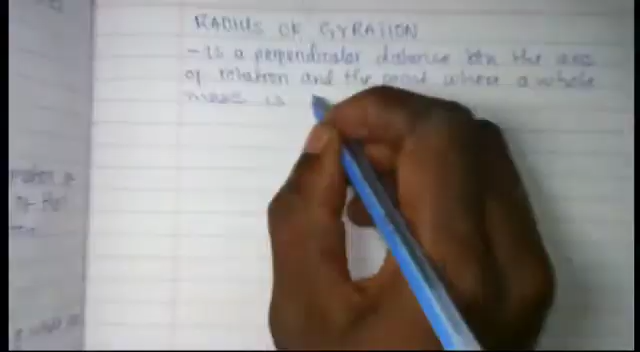 RADIUS OF GYRATION
- Is a perpendicular distance btn the axis
of rotation and the point where a whole
mass is